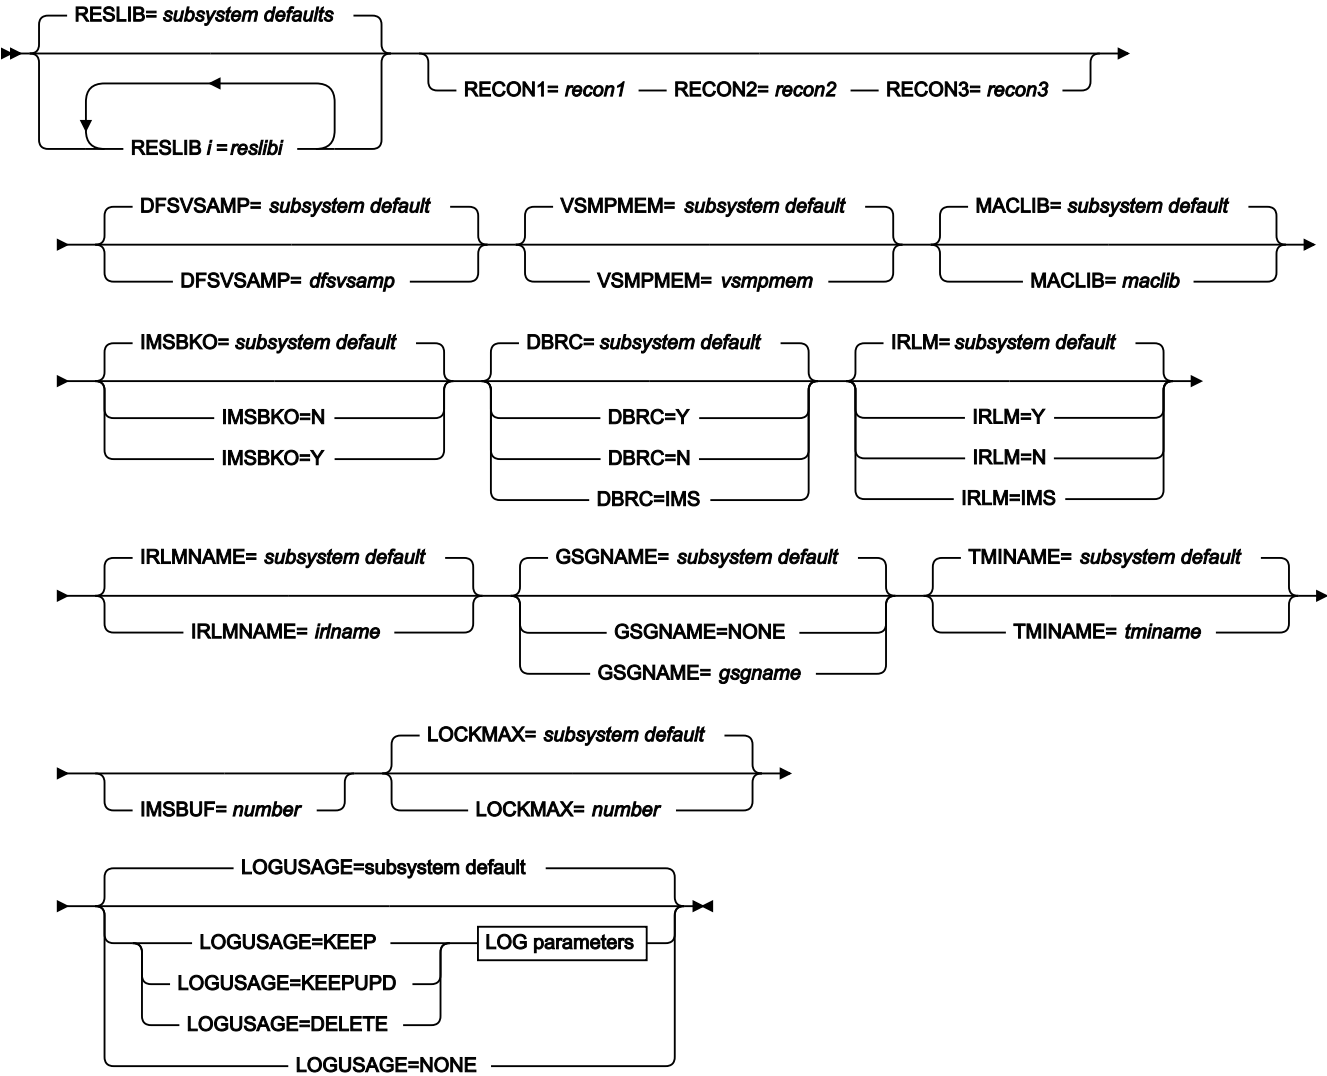 RESLIB= subsystem defaults
RECON1= recon1 RECON2= recon2 RECON3= recon3
RESLIB i =reslibi
DFSVSAMP= subsystem default VSMPMEM= subsystem default MACLIB= subsystem default
DFSVSAMP= dfsvsamp VSMPMEM= vsmpmem MACLIB= maclib
IMSBKO= subsystem default DBRC= subsystem default IRLM= subsystem default
IMSBKO=N DBRC=Y IRLM=Y
IMSBKO=Y DBRC=N IRLM=N
DBRC=IMS IRLM=IMS
IRLMNAME= subsystem default GSGNAME= subsystem default TMINAME= subsystem default
IRLMNAME= irlname GSGNAME=NONE TMINAME= tminame
GSGNAME= gsgname
LOCKMAX= subsystem default
IMSBUF= number LOCKMAX= number
LOGUSAGE=subsystem default
LOGUSAGE=KEEP LOG parameters
LOGUSAGE=KEEPUPD
LOGUSAGE=DELETE
LOGUSAGE=NONE